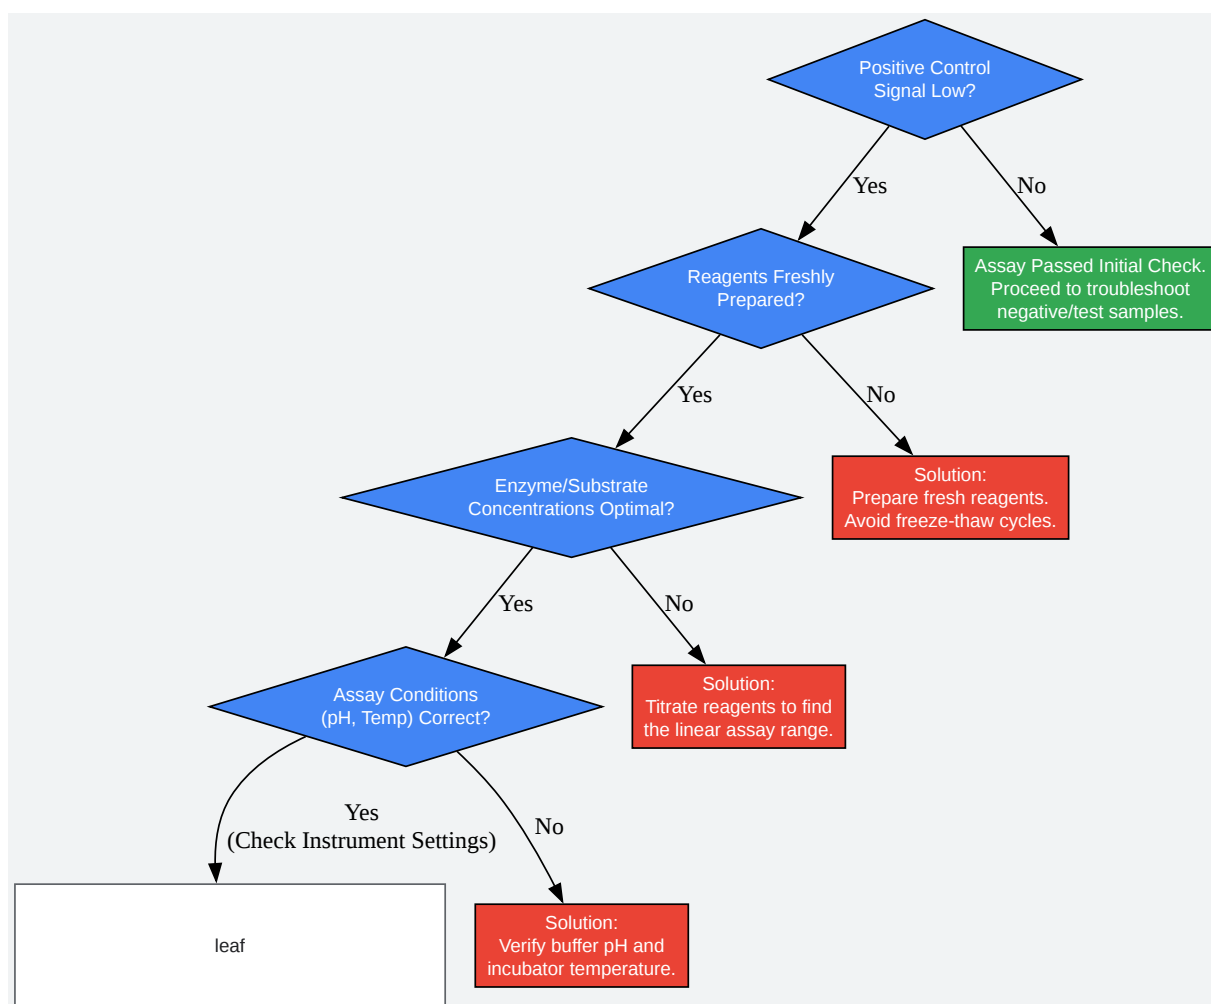 Positive Control
Signal Low?
Yes
No
Reagents Freshly
Prepared?
Assay Passed Initial Check.
Proceed to troubleshoot
negative/test samples.
Yes
No
Enzyme/Substrate
Concentrations Optimal?
Solution:
Prepare fresh reagents.
Avoid freeze-thaw cycles.
Yes
No
Assay Conditions
(pH, Temp) Correct?
Solution:
Titrate reagents to find
the linear assay range.
Yes
(Check Instrument Settings)
No
leaf
Solution:
Verify buffer pH and
incubator temperature.